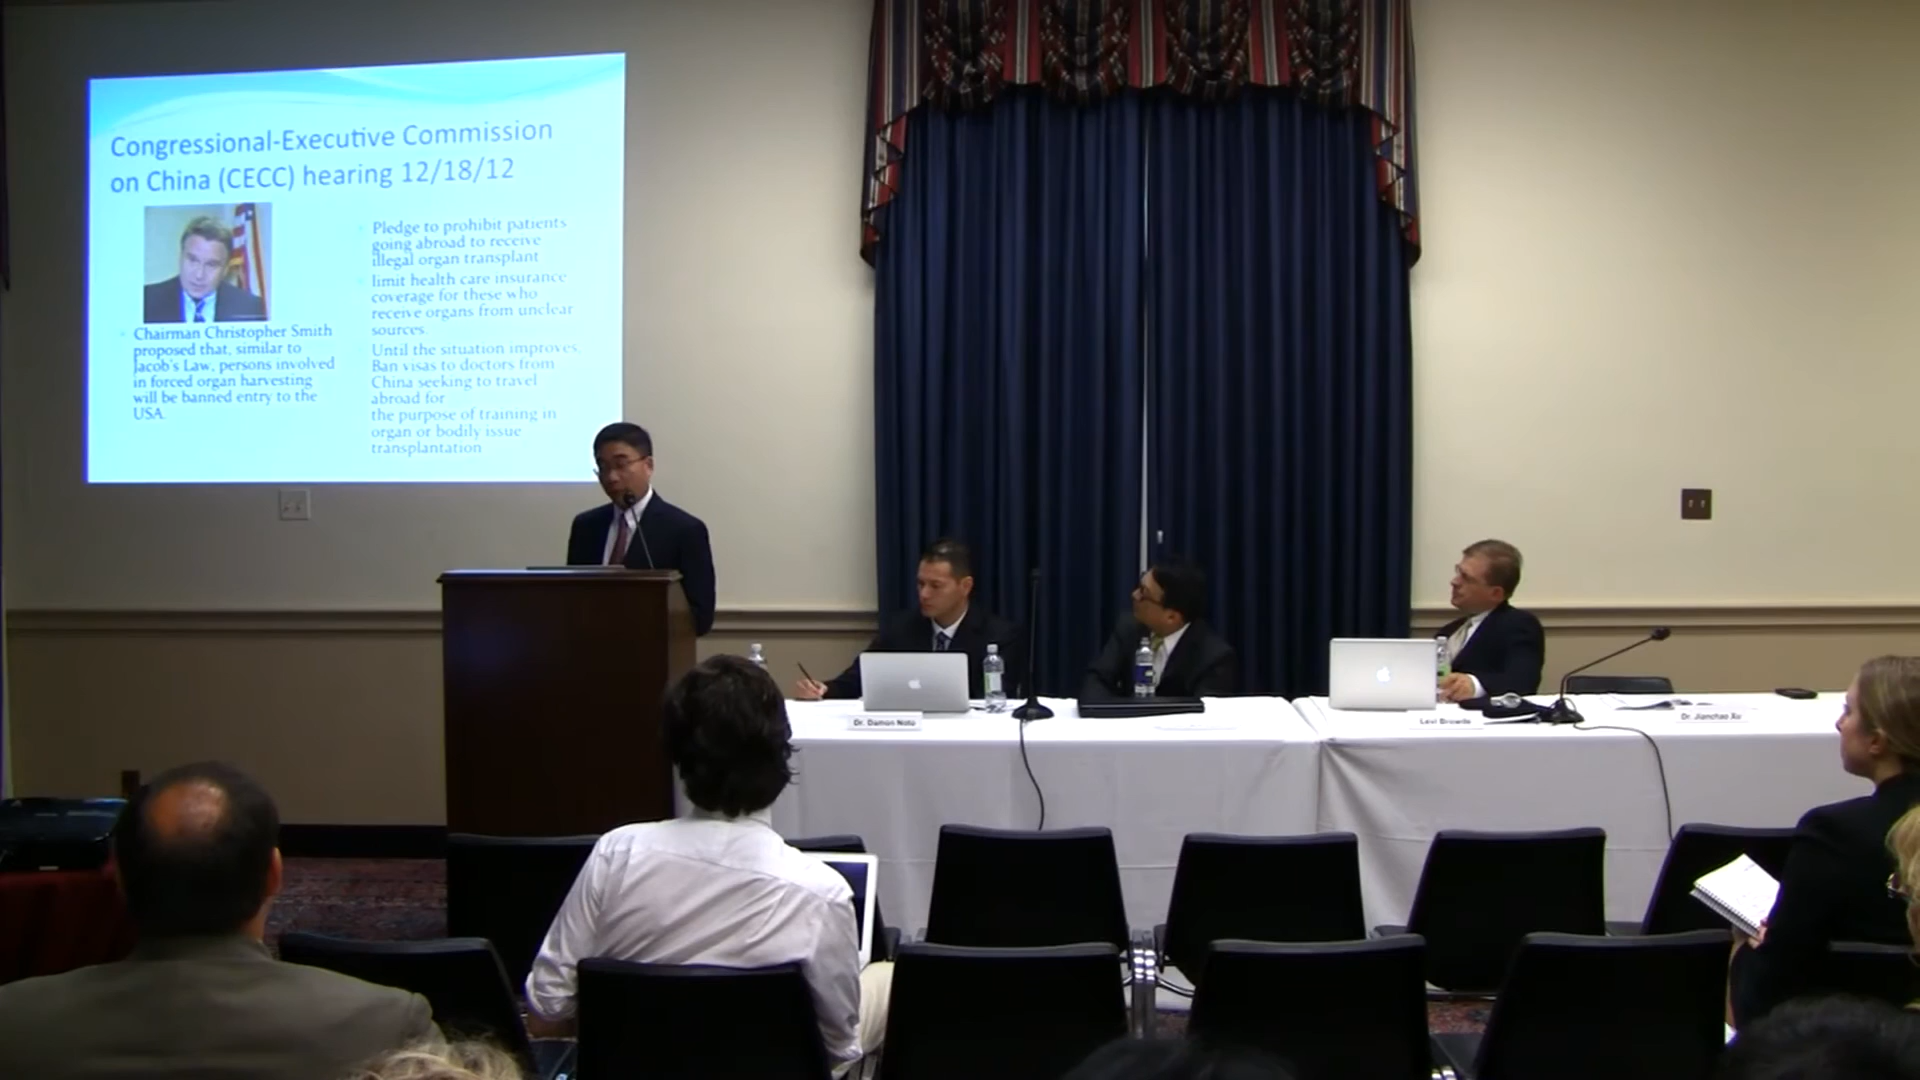 Congressional-Executive Commission
on China (CECC) hearing 12/18/12
Chairman Christopher Smith
proposed that, similar to
Jacob's Law, persons involved
in forced organ harvesting
will be banned entry to the
USA.
Pledge to prohibit patients
going abroad to receive
illegal organ transplant
limit health care insurance
coverage for these who
receive organs from unclear
sources.
Until the situation improves,
Ban visas to doctors from
China seeking to travel
abroad for
the purpose of training in
organ or bodily issue
transplantation
Dr. Damon Noto
Levi Browde
Dr. Jianchao Xu